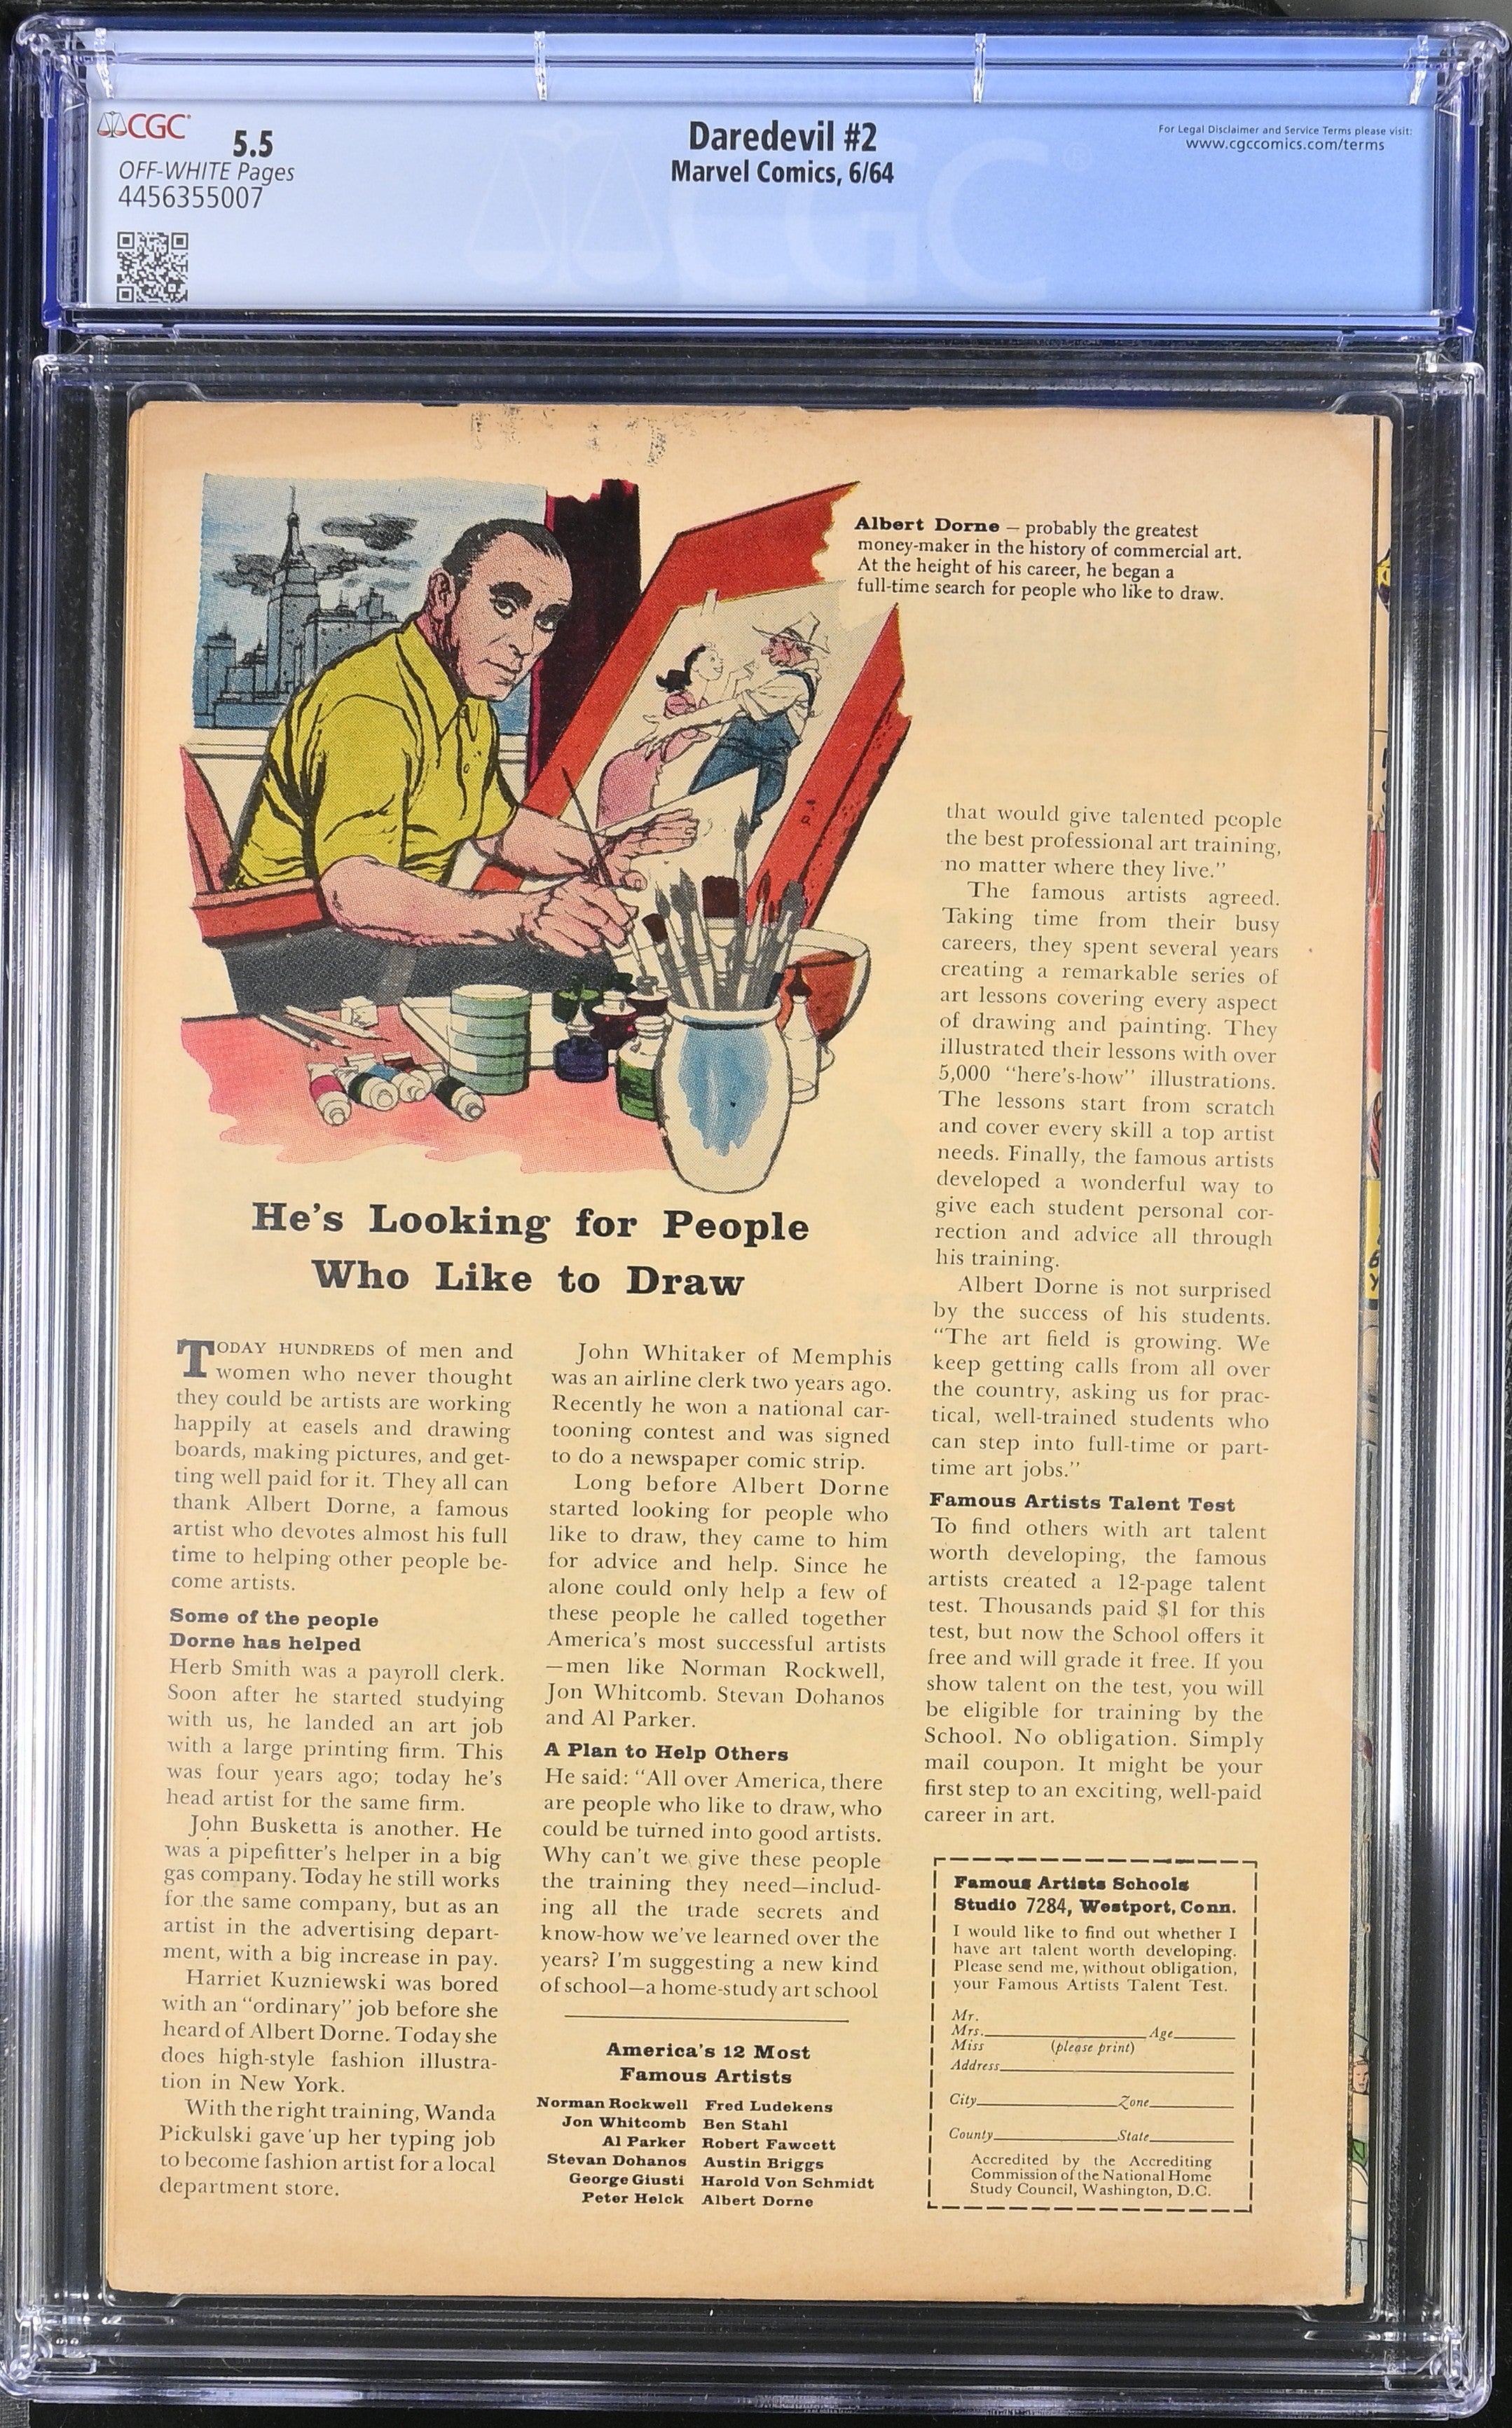 CGC
5.5
OFF-WHITE Pages
4456355007
Daredevil #2
Marvel Comics, 6/64
For Legal Disclaimer and Service Terms please visit:
www.cgccomics.com/terms
CGC
Albert Dorne — probably the greatest
money-maker in the history of commercial art.
At the height of his career, he began a
full-time search for people who like to draw.
He's Looking for People
Who Like to Draw
TODAY HUNDREDS of men and
women who never thought
they could be artists are working
happily at easels and drawing
boards, making pictures, and get-
ting well paid for it. They all can
thank Albert Dorne, a famous
artist who devotes almost his full
time to helping other people be-
come artists.
Some of the people
Dorne has helped
Herb Smith was a payroll clerk.
Soon after he started studying
with us, he landed an art job
with a large printing firm. This
was four years ago; today he's
head artist for the same firm.
John Busketta is another. He
was a pipefitter's helper in a big
gas company. Today he still works
for the same company, but as an
artist in the advertising depart-
ment, with a big increase in pay.
Harriet Kuzniewski was bored
with an "ordinary" job before she
heard of Albert Dorne. Today she
does high-style fashion illustra-
tion in New York.
With the right training, Wanda
Pickulski gave up her typing job
to become fashion artist for a local
department store.
John Whitaker of Memphis
was an airline clerk two years ago.
Recently he won a national car-
tooning contest and was signed
to do a newspaper comic strip.
Long before Albert Dorne
started looking for people who
like to draw, they came to him
for advice and help. Since he
alone could only help a few of
these people he called together
America's most successful artists
—men like Norman Rockwell,
Jon Whitcomb. Stevan Dohanos
and Al Parker.
A Plan to Help Others
He said: "All over America, there
are people who like to draw, who
could be turned into good artists.
Why can't we give these people
the training they need—includ-
ing all the trade secrets and
know-how we've learned over the
years? I'm suggesting a new kind
of school—a home-study art school
America's 12 Most
Famous Artists
Norman Rockwell Fred Ludekens
Jon Whitcomb Ben Stahl
Al Parker Robert Fawcett
Stevan Dohanos Austin Briggs
George Giusti Harold Von Schmidt
Peter Helck Albert Dorne
that would give talented people
the best professional art training,
no matter where they live."
The famous artists agreed.
Taking time from their busy
careers, they spent several years
creating a remarkable series of
art lessons covering every aspect
of drawing and painting. They
illustrated their lessons with over
5,000 "here's-how" illustrations.
The lessons start from scratch
and cover every skill a top artist
needs. Finally, the famous artists
developed a wonderful way to
give each student personal cor-
rection and advice all through
his training.
Albert Dorne is not surprised
by the success of his students.
"The art field is growing. We
keep getting calls from all over
the country, asking us for prac-
tical, well-trained students who
can step into full-time or part-
time art jobs."
Famous Artists Talent Test
To find others with art talent
worth developing, the famous
artists created a 12-page talent
test. Thousands paid $1 for this
test, but now the School offers it
free and will grade it free. If you
show talent on the test, you will
be eligible for training by the
School. No obligation. Simply
mail coupon. It might be your
first step to an exciting, well-paid
career in art.
Famous Artists Schools
Studio 7284, Westport, Conn.
I would like to find out whether I
have art talent worth developing.
Please send me, without obligation,
your Famous Artists Talent Test.
Mr.
Mrs. Age
Miss (please print)
Address
City Zone
County State
Accredited by the Accrediting
Commission of the National Home
Study Council, Washington, D.C.